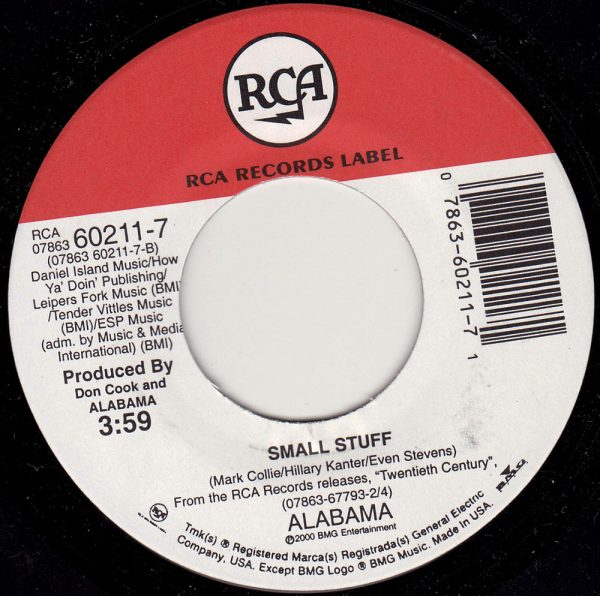 RCA
RCA RECORDS LABEL
RCA
07863 60211-7
(07863 60211-7-B)
Daniel Island Music/How
Ya' Doin' Publishing/
Leipers Fork Music (BMI)
/Tender Vittles Music
(BMI)/ESP Music
(adm. by Music & Media
International) (BMI)
Produced By
Don Cook and
ALABAMA
3:59
0 7863-60211-7 1
SMALL STUFF
(Mark Collie/Hillary Kanter/Even Stevens)
From the RCA Records releases, "Twentieth Century",
(07863-67793-2/4)
ALABAMA
℗2000 BMG Entertainment
RCA
BMG
Tmk(s) ® Registered Marca(s) Registrada(s) General Electric
Company, USA. Except BMG Logo ® BMG Music. Made in USA.